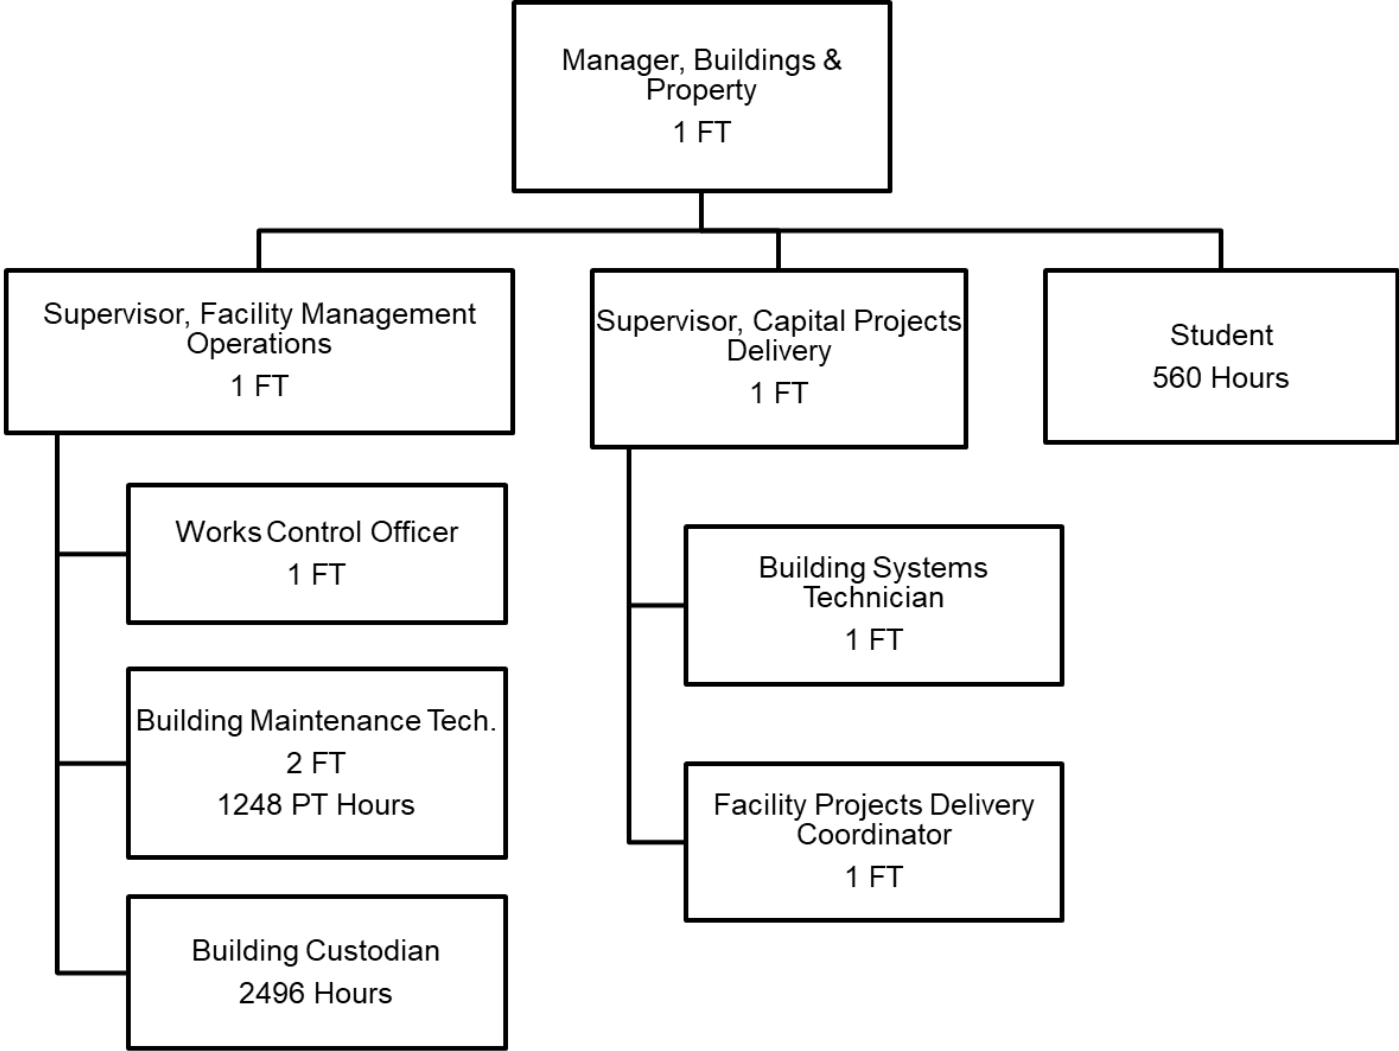 Manager, Buildings &
Property
1 FT
Supervisor, Facility Management
Operations
1 FT
Supervisor, Capital Projects
Delivery
1 FT
Student
560 Hours
Works Control Officer
1 FT
Building Maintenance Tech.
2 FT
1248 PT Hours
Building Custodian
2496 Hours
Building Systems
Technician
1 FT
Facility Projects Delivery
Coordinator
1 FT